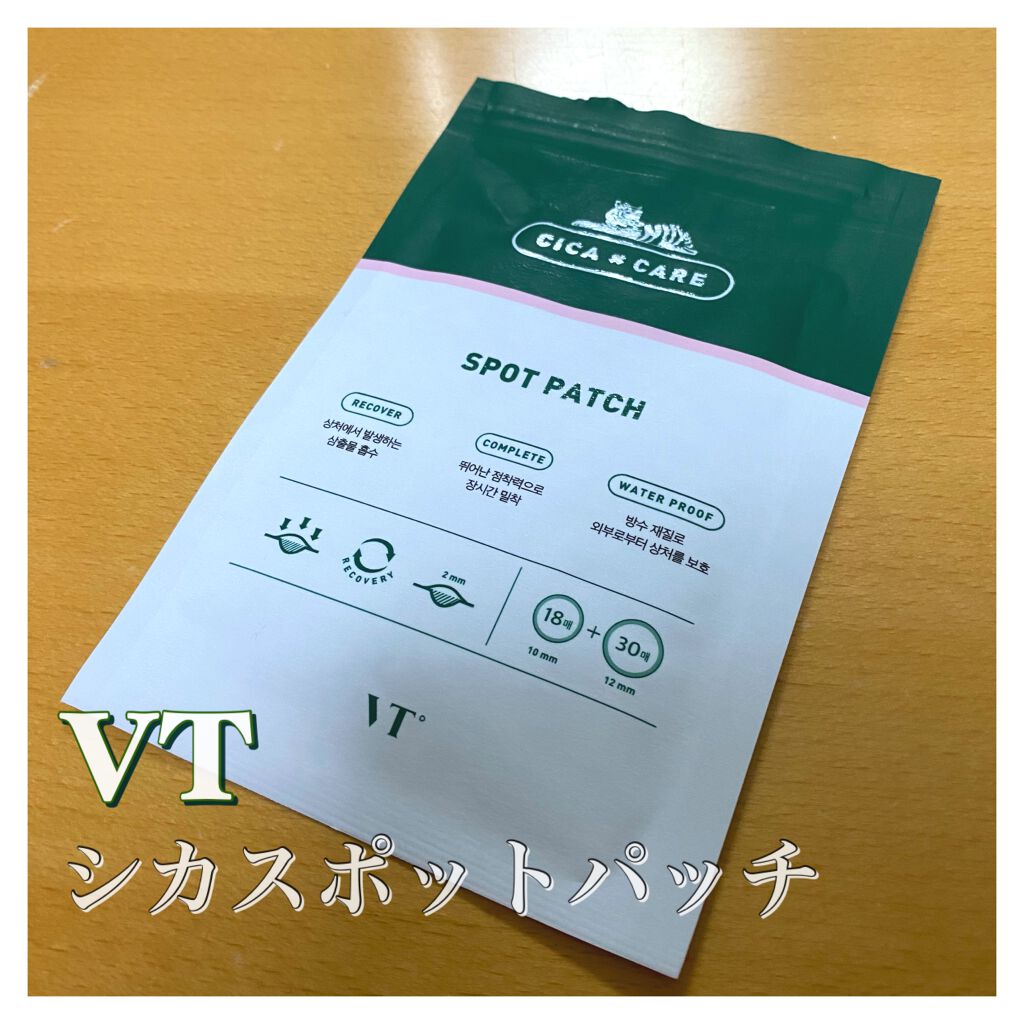 CICA CARE
SPOT PATCH
RECOVER
상처에서 발생하는
삼출물 흡수
COMPLETE
뛰어난 점착력으로
장시간 밀착
WATER PROOF
방수 재질로
외부로부터 상처를 보호
RECOVERY
2 mm
18매 + 30매
10 mm
12 mm
VT
VT
シカスポットパッチ